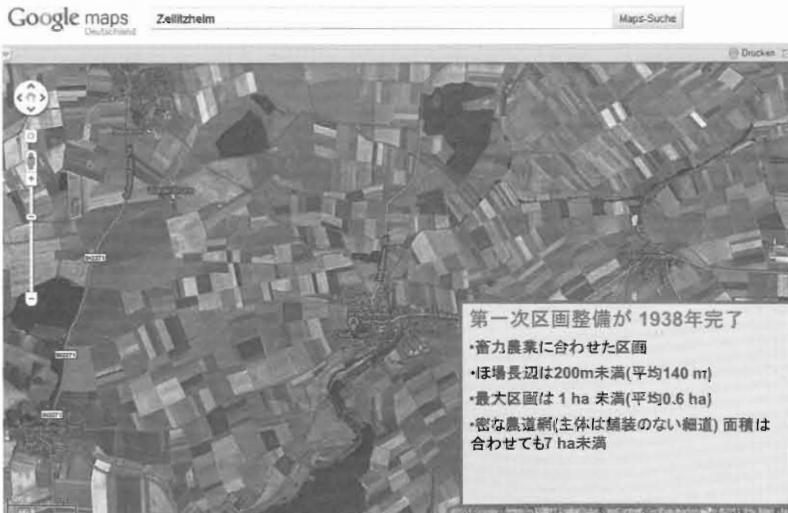 Google maps
Deutschland
Zeilitzheim
Maps-Suche
Drucken
第一次区画整備が 1938年完了
•畜力農業に合わせた区画
•ほ場長辺は200m未満(平均140 m)
•最大区画は 1 ha 未満(平均0.6 ha)
•密な農道網(主体は舗装のない細道) 面積は
合わせても7 ha未満